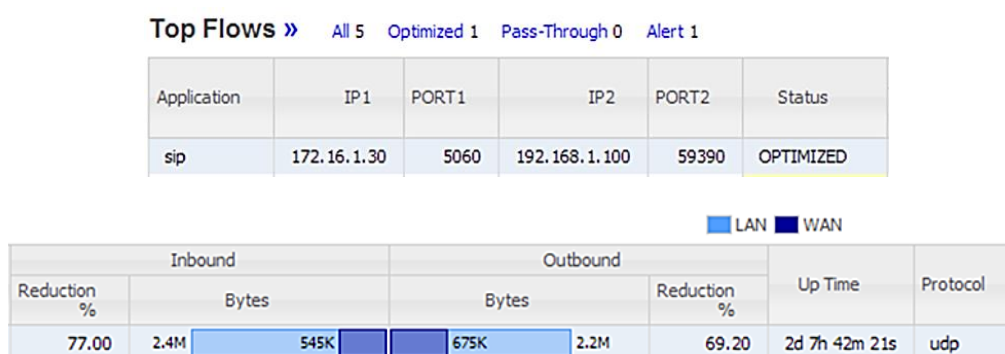 Top Flows » All 5 Optimized 1 Pass-Through 0 Alert 1
Application IP1 PORT1 IP2 PORT2 Status
sip 172.16.1.30 5060 192.168.1.100 59390 OPTIMIZED
LAN WAN
Inbound Outbound Up Time Protocol
Reduction % Bytes Bytes Reduction %
77.00 2.4M 545K 675K 2.2M 69.20 2d 7h 42m 21s udp